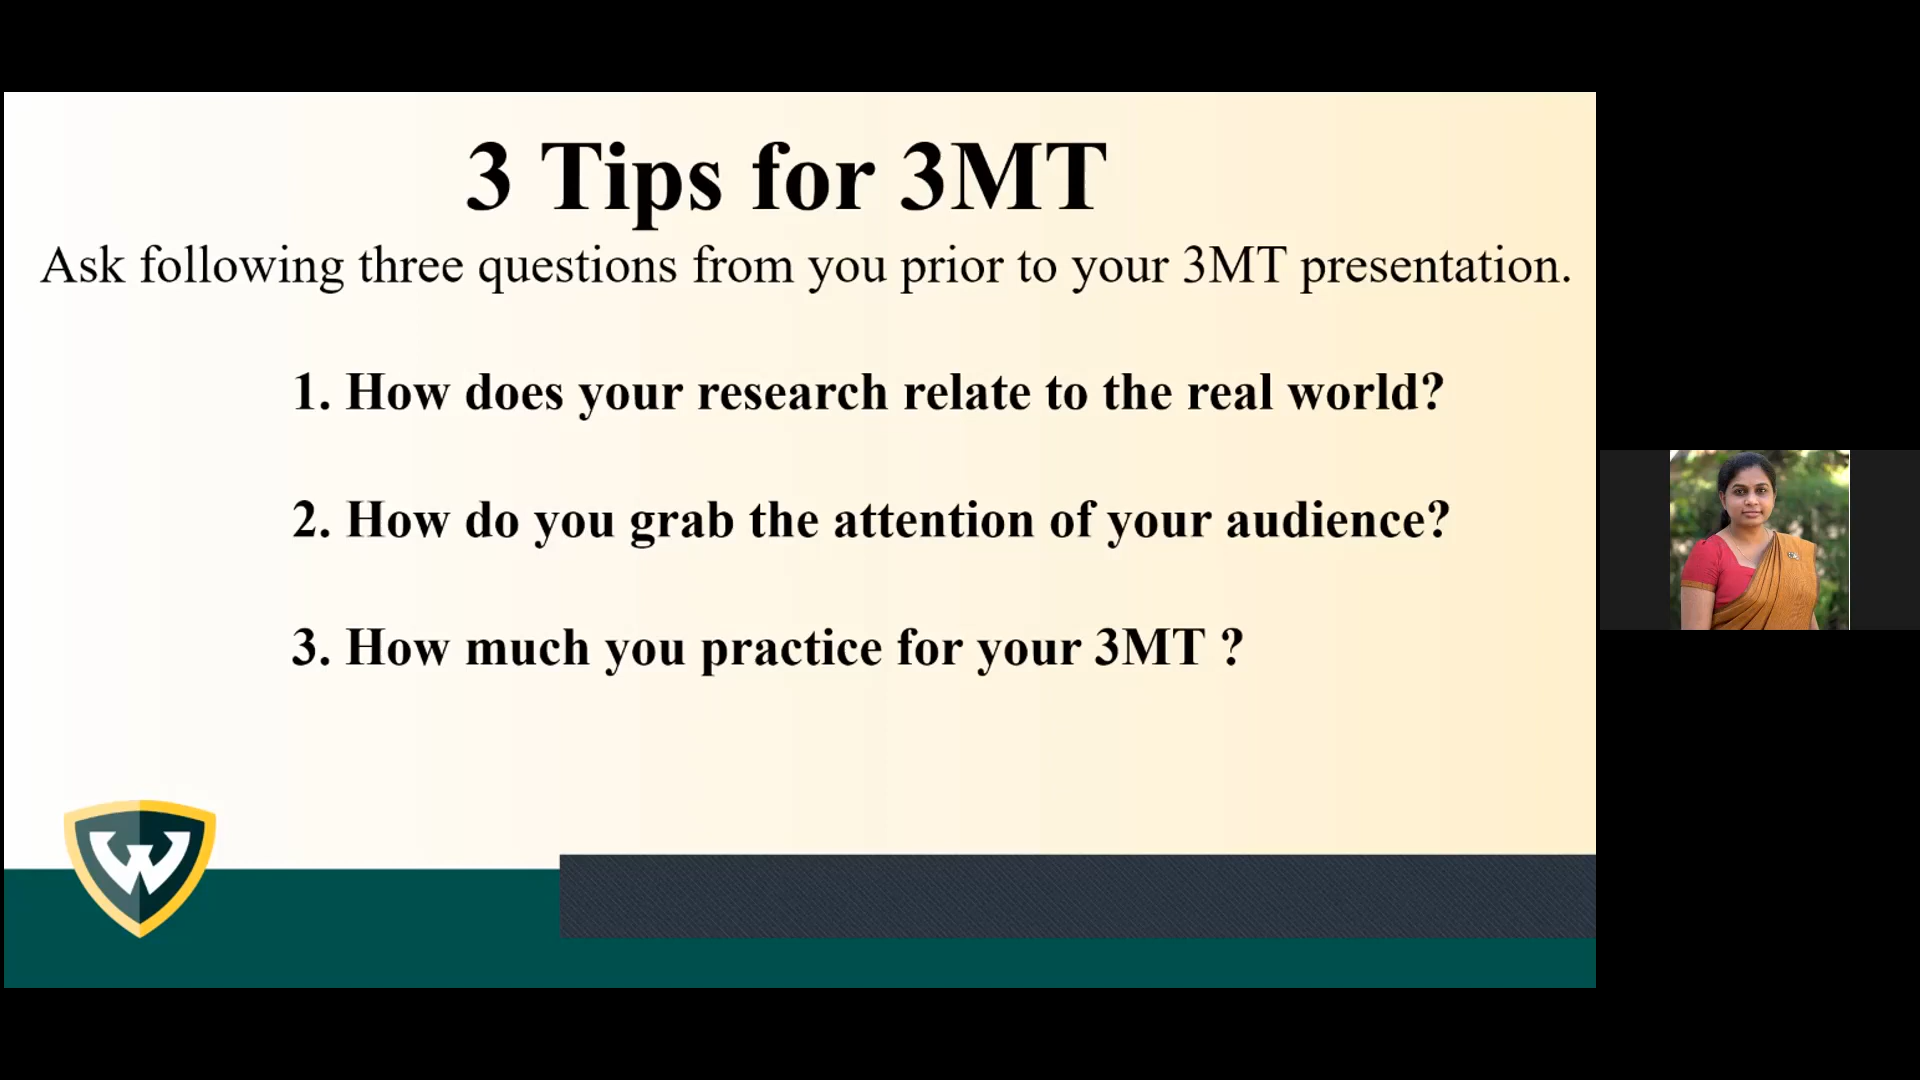 3 Tips for 3MT
Ask following three questions from you prior to your 3MT presentation.
1. How does your research relate to the real world?
2. How do you grab the attention of your audience?
3. How much you practice for your 3MT ?
W